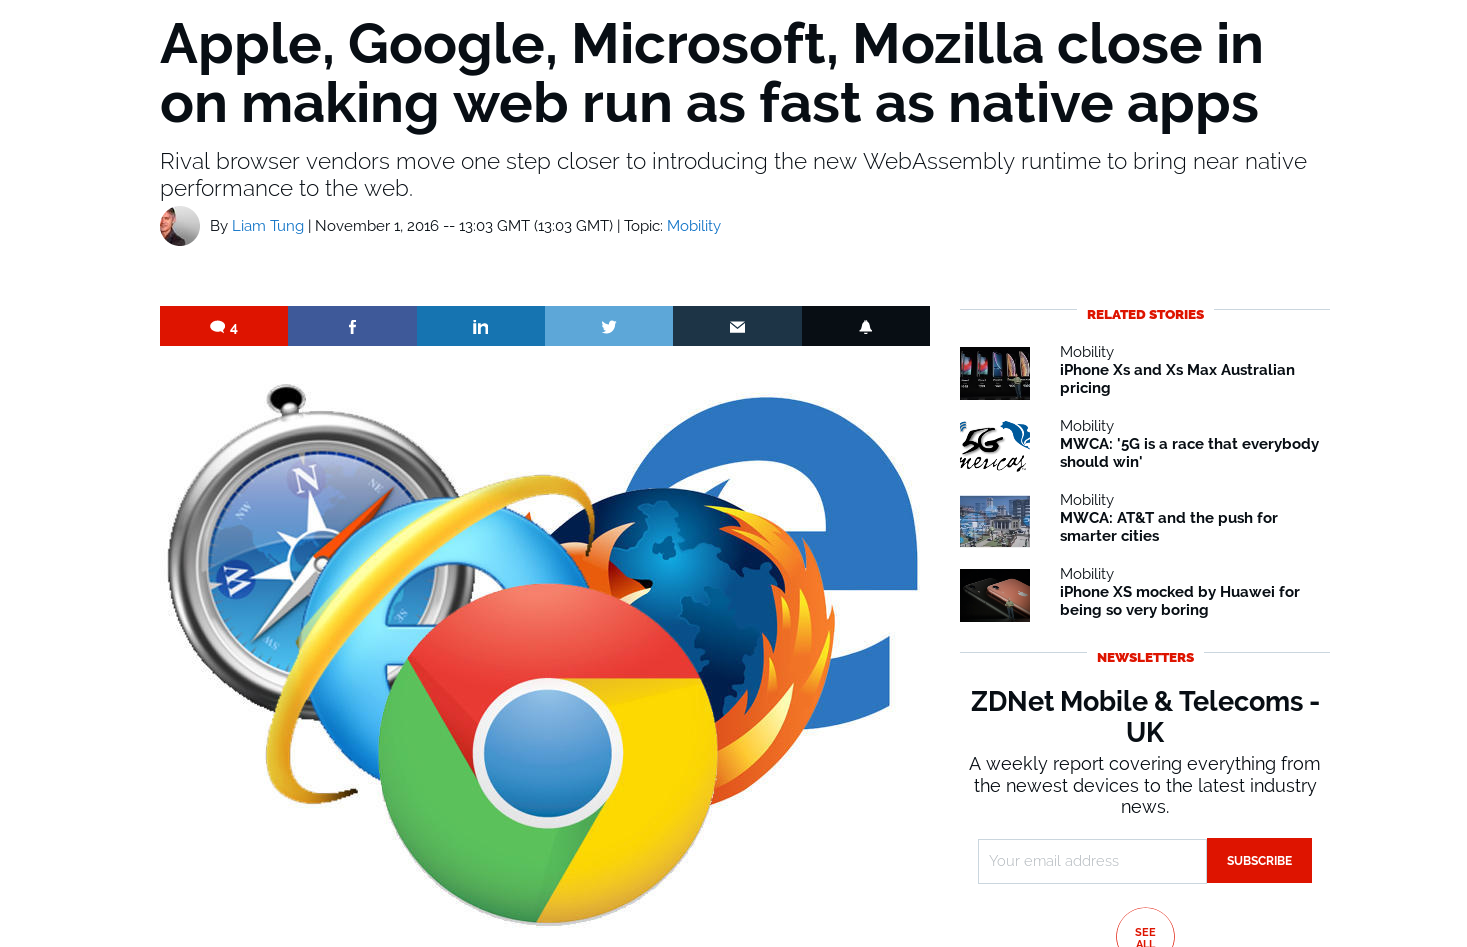 Apple, Google, Microsoft, Mozilla close in
on making web run as fast as native apps
Rival browser vendors move one step closer to introducing the new WebAssembly runtime to bring near native
performance to the web.
By Liam Tung | November 1, 2016 -- 13:03 GMT (13:03 GMT) | Topic: Mobility
4
N
NE
NW
W
SE
SW
RELATED STORIES
Mobility
iPhone Xs and Xs Max Australian
pricing
5G
Mobility
MWCA: '5G is a race that everybody
should win'
Mobility
MWCA: AT&T and the push for
smarter cities
Mobility
iPhone XS mocked by Huawei for
being so very boring
NEWSLETTERS
ZDNet Mobile & Telecoms -
UK
A weekly report covering everything from
the newest devices to the latest industry
news.
Your email address
SUBSCRIBE
SEE
ALL